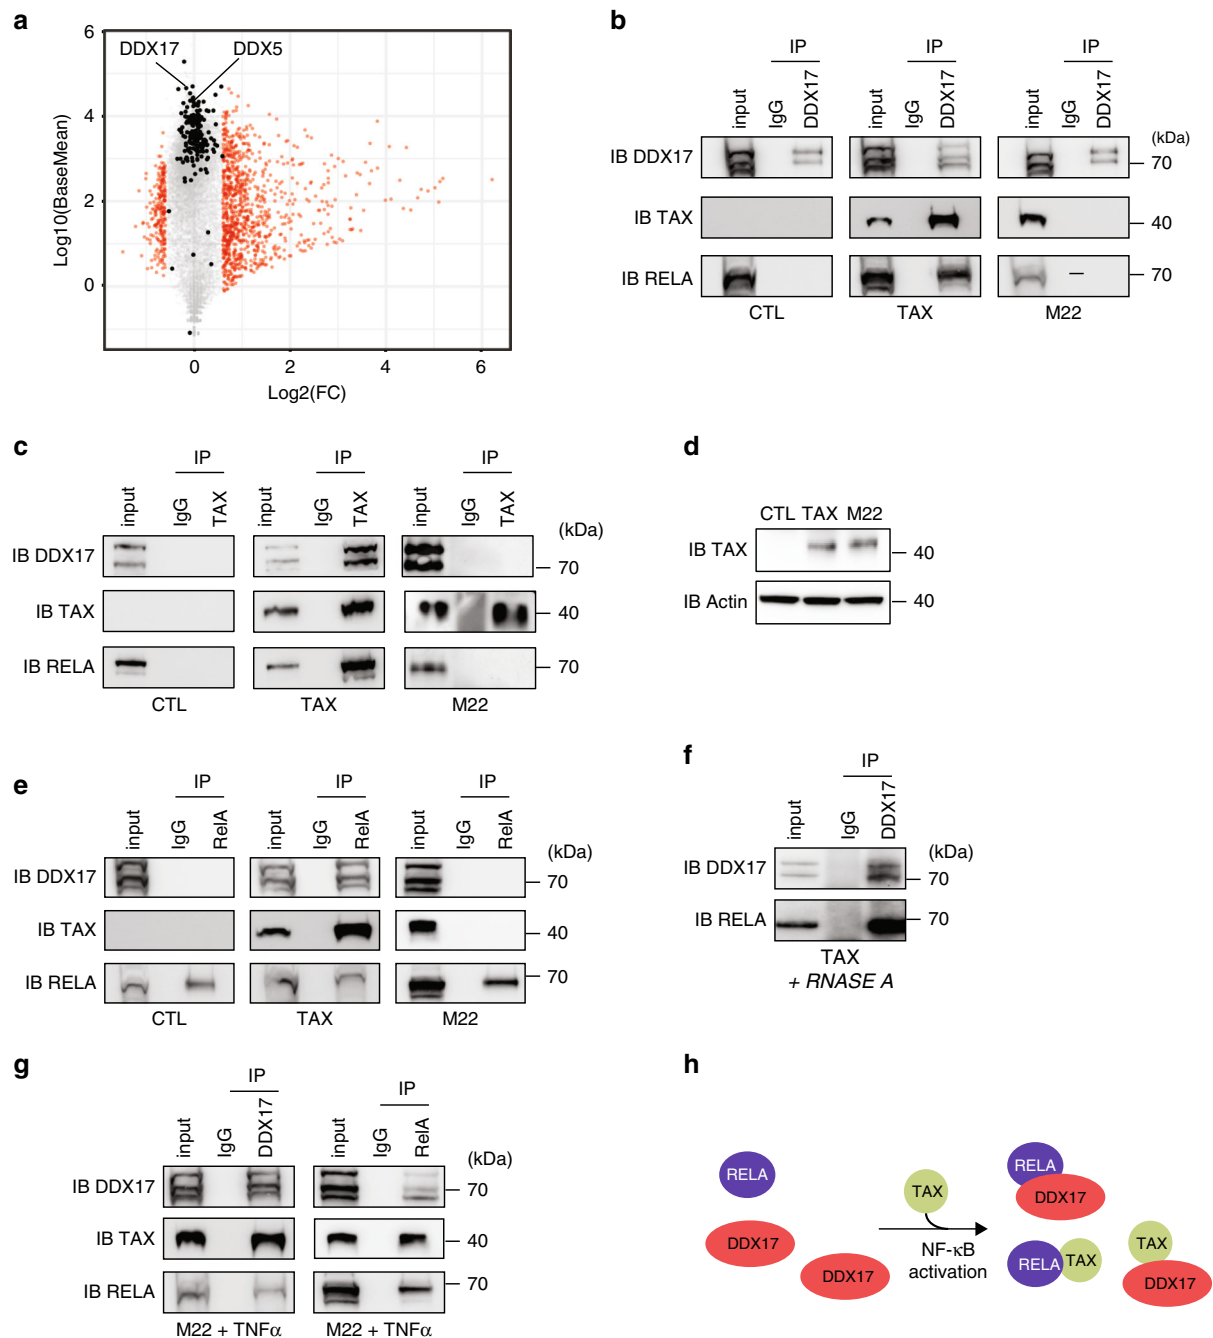 a
6
4
2
0
Log10(BaseMean)
DDX17
DDX5
0
2
4
6
Log2(FC)
b
IP
IP
IP
input
IgG
DDX17
input
IgG
DDX17
input
IgG
DDX17
(kDa)
IB DDX17
70
IB TAX
40
IB RELA
70
CTL
TAX
M22
c
IP
IP
IP
input
IgG
TAX
input
IgG
TAX
input
IgG
TAX
(kDa)
IB DDX17
70
IB TAX
40
IB RELA
70
CTL
TAX
M22
d
CTL TAX M22
IB TAX
40
IB Actin
40
e
IP
IP
IP
input
IgG
RelA
input
IgG
RelA
input
IgG
RelA
(kDa)
IB DDX17
70
IB TAX
40
IB RELA
70
CTL
TAX
M22
f
IP
input
IgG
DDX17
(kDa)
IB DDX17
70
IB RELA
70
TAX
+ RNASE A
g
IP
IP
input
IgG
DDX17
input
IgG
RelA
(kDa)
IB DDX17
70
IB TAX
40
IB RELA
70
M22 + TNFα
M22 + TNFα
h
RELA
DDX17
DDX17
TAX
NF-κB
activation
RELA
DDX17
RELA
TAX
TAX
DDX17